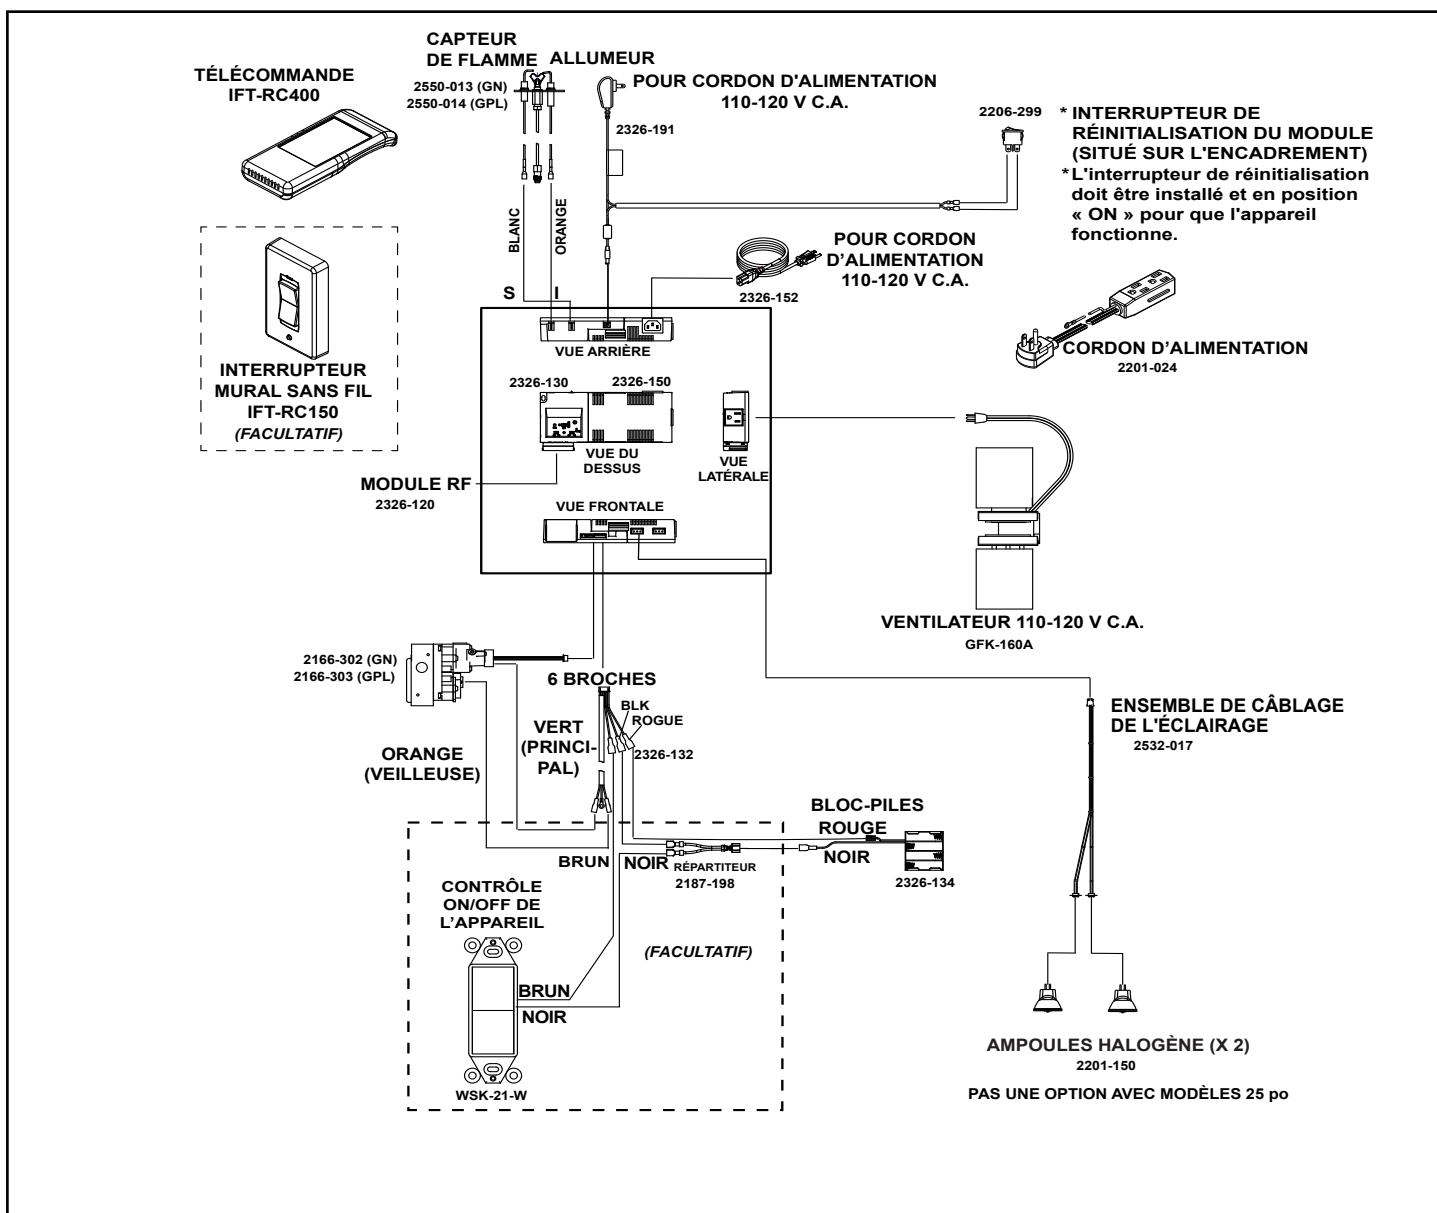 CAPTEUR
DE FLAMME
ALLUMEUR
2550-013 (GN)
2550-014 (GPL)
TÉLÉCOMMANDE
IFT-RC400
POUR CORDON D'ALIMENTATION
110-120 V C.A.
2326-191
2206-299
* INTERRUPTEUR DE
RÉINITIALISATION DU MODULE
(SITUÉ SUR L'ENCADREMENT)
* L'interrupteur de réinitialisation
doit être installé et en position
« ON » pour que l'appareil
fonctionne.
BLANC
ORANGE
S
I
POUR CORDON
D'ALIMENTATION
110-120 V C.A.
2326-152
CORDON D'ALIMENTATION
2201-024
INTERRUPTEUR
MURAL SANS FIL
IFT-RC150
(FACULTATIF)
VUE ARRIÈRE
2326-130
2326-150
VUE DU
DESSUS
VUE
LATÉRALE
MODULE RF
2326-120
VUE FRONTALE
VENTILATEUR 110-120 V C.A.
GFK-160A
2166-302 (GN)
2166-303 (GPL)
6 BROCHES
BLK
ROGUE
2326-132
VERT
(PRINCI-
PAL)
ORANGE
(VEILLEUSE)
ENSEMBLE DE CÂBLAGE
DE L'ÉCLAIRAGE
2532-017
BLOC-PILES
ROUGE
NOIR
2326-134
BRUN
NOIR
RÉPARTITEUR
2187-198
CONTRÔLE
ON/OFF DE
L'APPAREIL
(FACULTATIF)
BRUN
NOIR
WSK-21-W
AMPOULES HALOGÈNE (X 2)
2201-150
PAS UNE OPTION AVEC MODÈLES 25 po